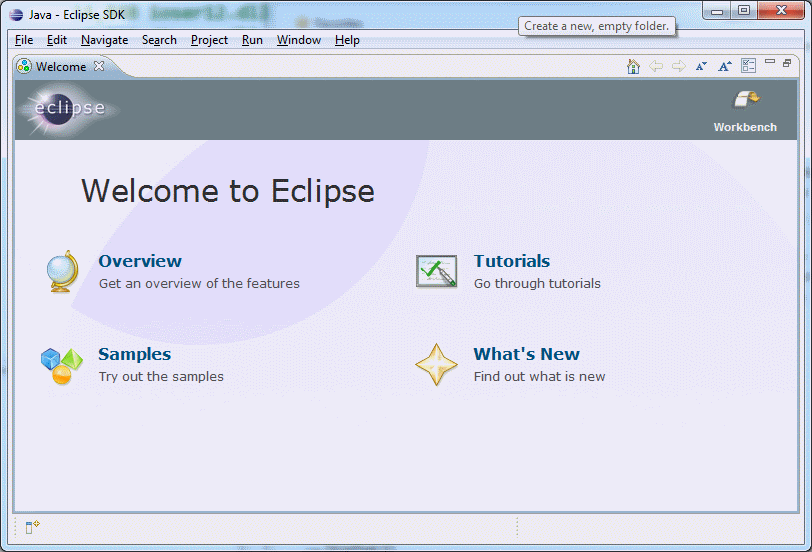 Java - Eclipse SDK
Create a new, empty folder.
File Edit Navigate Search Project Run Window Help
Welcome
eclipse
Workbench
Welcome to Eclipse
Overview
Get an overview of the features
Tutorials
Go through tutorials
Samples
Try out the samples
What's New
Find out what is new